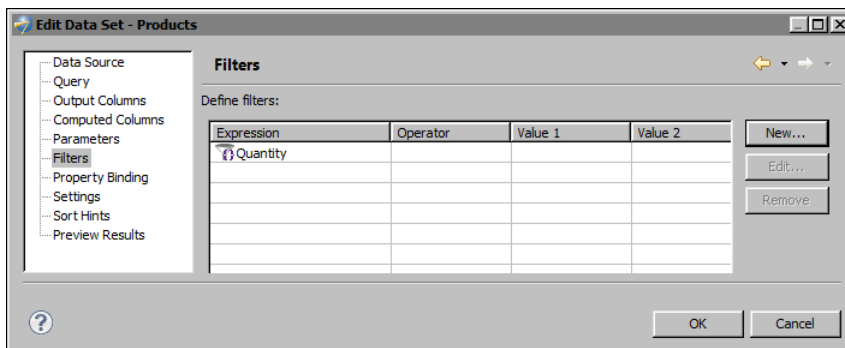 Edit Data Set - Products
Data Source
Query
Output Columns
Computed Columns
Parameters
Filters
Property Binding
Settings
Sort Hints
Preview Results
Filters
Define filters:
Expression Operator Value 1 Value 2
Quantity
New...
Edit...
Remove
?
OK Cancel